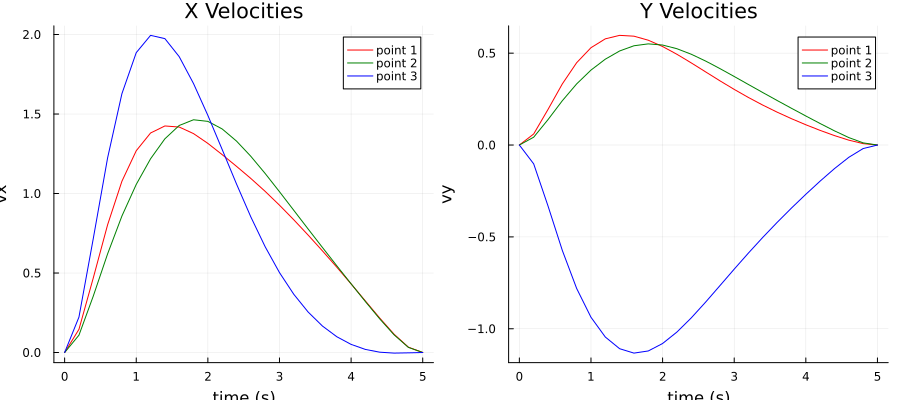 X Velocities
2.0
1.5
1.0
0.5
0.0
vx
0 1 2 3 4 5
time (s)
point 1
point 2
point 3
Y Velocities
0.5
0.0
−0.5
−1.0
vy
0 1 2 3 4 5
time (s)
point 1
point 2
point 3